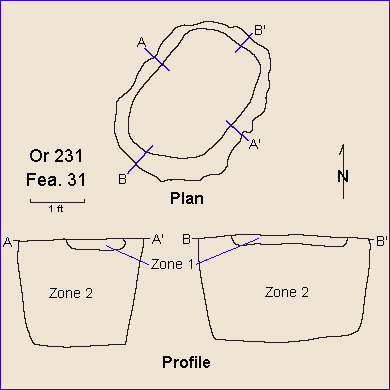 B'
A
Or 231
Fea. 31
1 ft
A'
B
N
Plan
A
A'
B
B'
Zone 1
Zone 2
Zone 2
Profile